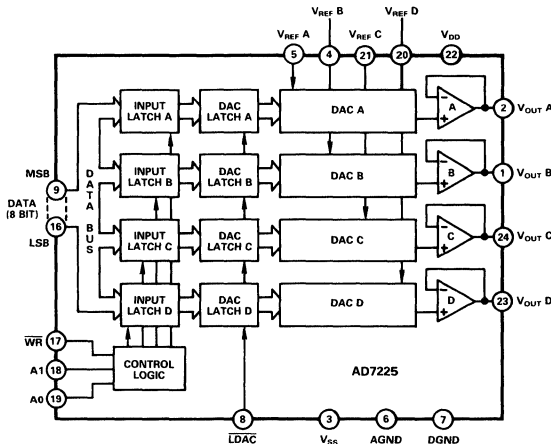 VREF B
VREF D
VREF A
VREF C
VDD
5
4
21
20
22
INPUT LATCH A
DAC LATCH A
DAC A
A
2
VOUT A
MSB
9
DATA (8 BIT)
16
LSB
DATA BUS
INPUT LATCH B
DAC LATCH B
DAC B
B
1
VOUT B
INPUT LATCH C
DAC LATCH C
DAC C
C
24
VOUT C
INPUT LATCH D
DAC LATCH D
DAC D
D
23
VOUT D
WR
17
A1
18
A0
19
CONTROL LOGIC
AD7225
8
3
6
7
LDAC
VSS
AGND
DGND